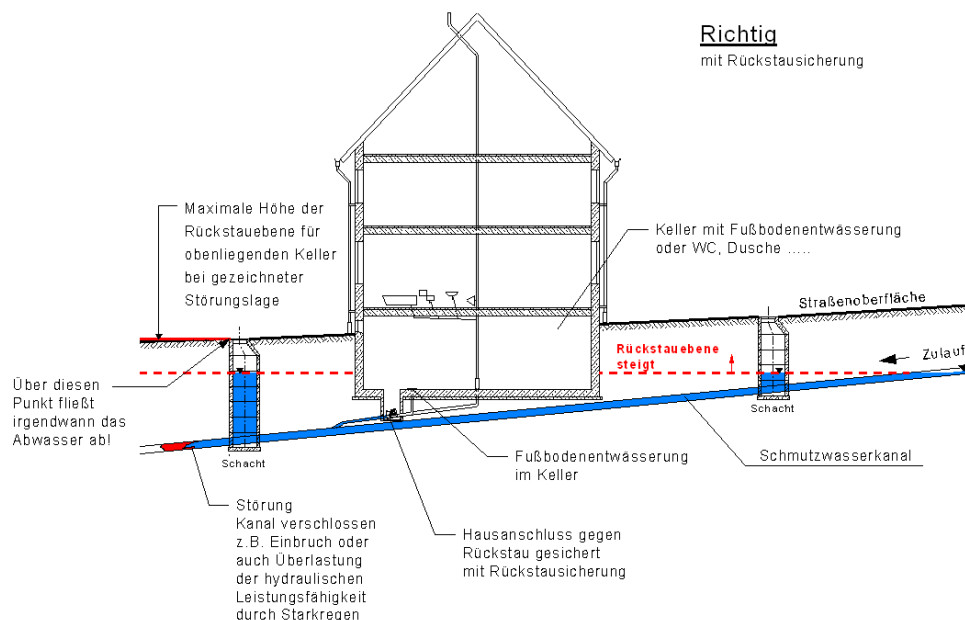 Richtig
mit Rückstausicherung
Maximale Höhe der
Rückstauebene für
obenliegenden Keller
bei gezeichneter
Störungslage
Keller mit Fußbodenentwässerung
oder WC, Dusche .....
Straßenoberfläche
Rückstauebene
steigt
Zulauf
Über diesen
Punkt fließt
irgendwann das
Abwasser ab!
Schacht
Schacht
Fußbodenentwässerung
im Keller
Schmutzwasserkanal
Störung
Kanal verschlossen
z.B. Einbruch oder
auch Überlastung
der hydraulischen
Leistungsfähigkeit
durch Starkregen
Hausanschluss gegen
Rückstau gesichert
mit Rückstausicherung